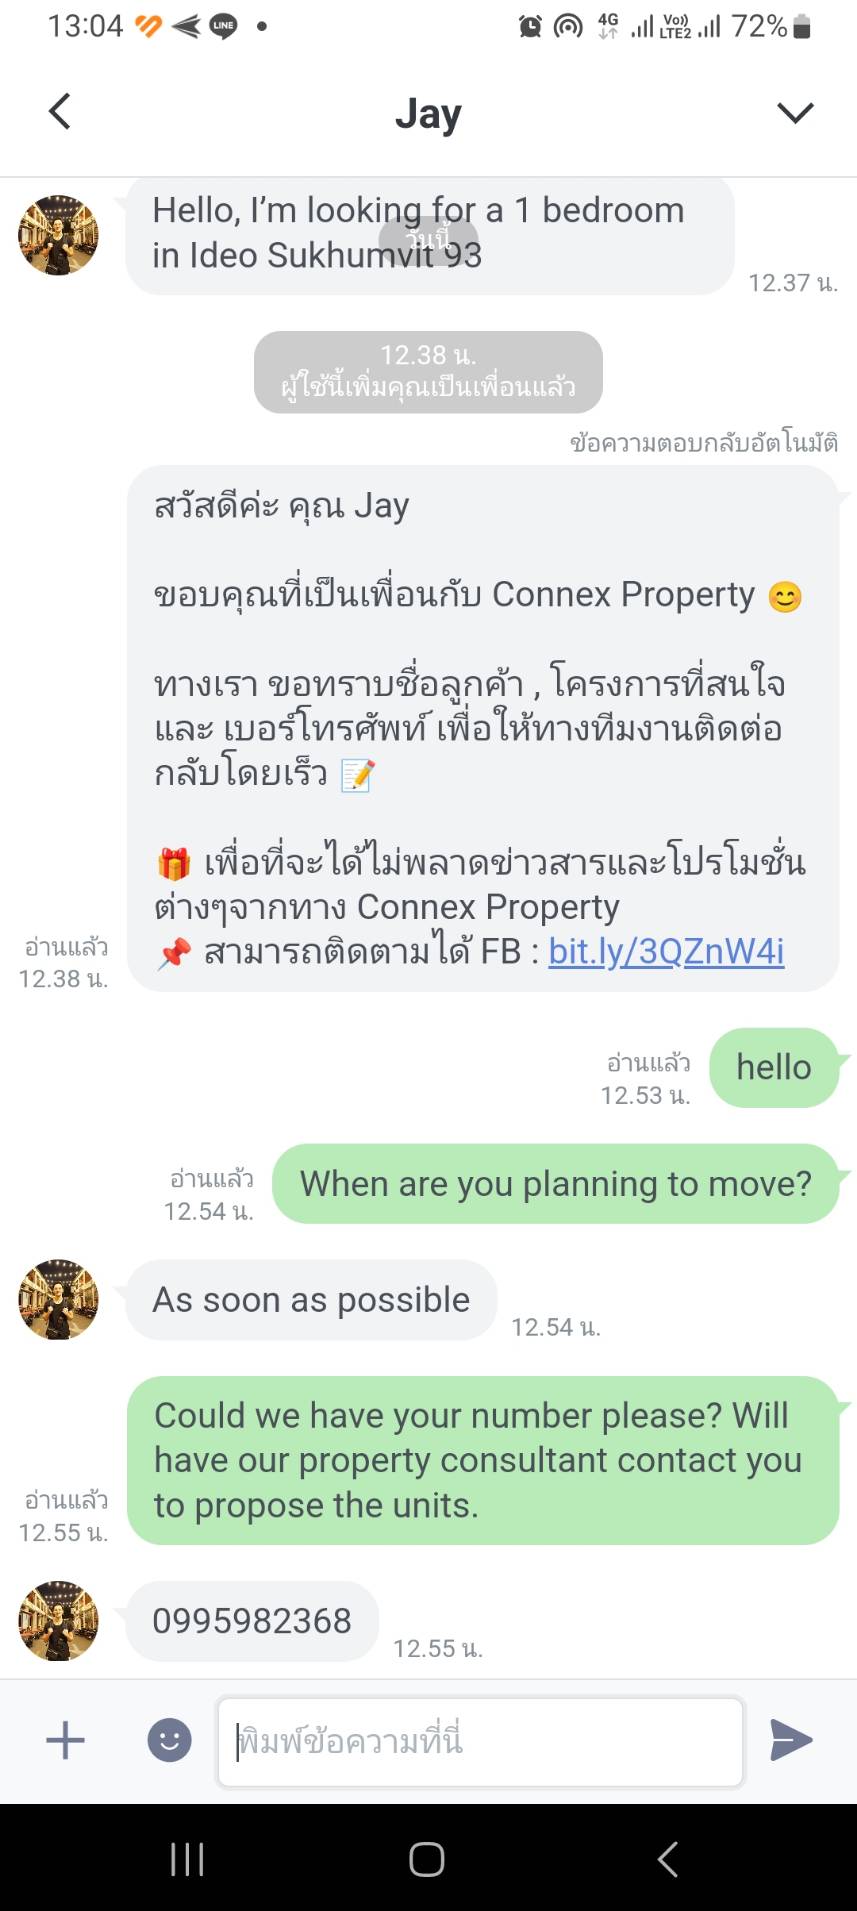 13:04 LINE 4G Vo)) LTE2 72%
Jay
Hello, I'm looking for a 1 bedroom
in Ideo Sukhumvit 93
วันนี้
12.37 น.
12.38 น.
ผู้ใช้นี้เพิ่มคุณเป็นเพื่อนแล้ว
ข้อความตอบกลับอัตโนมัติ
สวัสดีค่ะ คุณ Jay
ขอบคุณที่เป็นเพื่อนกับ Connex Property 😊
ทางเรา ขอทราบชื่อลูกค้า , โครงการที่สนใจ
และ เบอร์โทรศัพท์ เพื่อให้ทางทีมงานติดต่อ
กลับโดยเร็ว 📝
🎁 เพื่อที่จะได้ไม่พลาดข่าวสารและโปรโมชั่น
ต่างๆจากทาง Connex Property
📌 สามารถติดตามได้ FB : bit.ly/3QZnW4i
อ่านแล้ว
12.38 น.
hello
อ่านแล้ว
12.53 น.
When are you planning to move?
อ่านแล้ว
12.54 น.
As soon as possible
12.54 น.
Could we have your number please? Will
have our property consultant contact you
to propose the units.
อ่านแล้ว
12.55 น.
0995982368
12.55 น.
พิมพ์ข้อความที่นี่